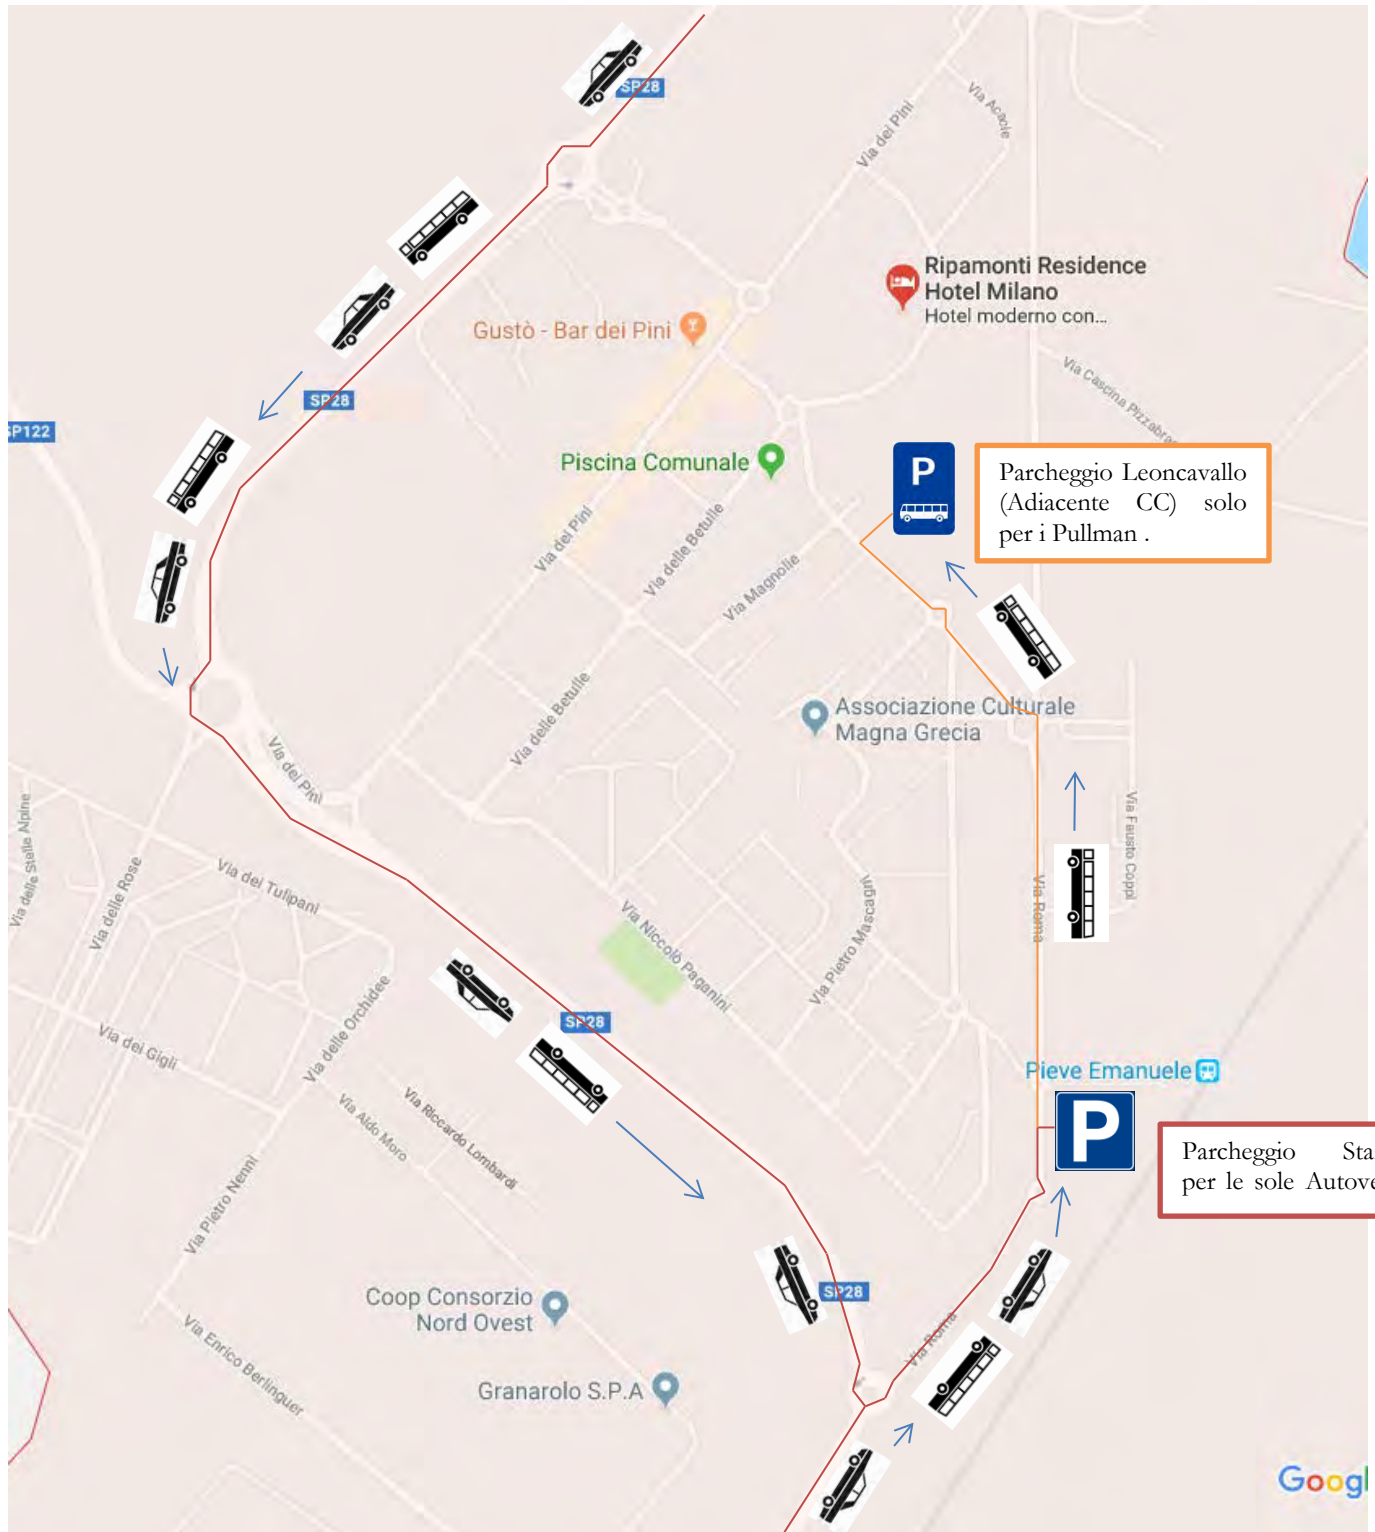 SP28
Via dei Pini
Via Acacie
Ripamonti Residence
Hotel Milano
Hotel moderno con...
Gustò - Bar dei Pini
SP28
SP122
Via Cascina Pizzabras
Piscina Comunale
P
Parcheggio Leoncavallo
(Adiacente CC) solo
per i Pullman .
Via dei Pini
Via delle Betulle
Via Magnolie
Via delle Betulle
Associazione Culturale
Magna Grecia
Via dei Pini
Via delle Stelle Alpine
Via delle Rose
Via dei Tulipani
Via Fausto Coppi
Via Roma
Via Pietro Mascagni
Via Niccolò Paganini
SP28
Via dei Gigli
Via delle Orchidee
Pieve Emanuele
P
Via Aldo Moro
Via Riccardo Lombardi
Via Pietro Nenni
Parcheggio Sta
per le sole Autove
SP28
Coop Consorzio
Nord Ovest
Via Roma
Via Enrico Berlinguer
Granarolo S.P.A
Googl